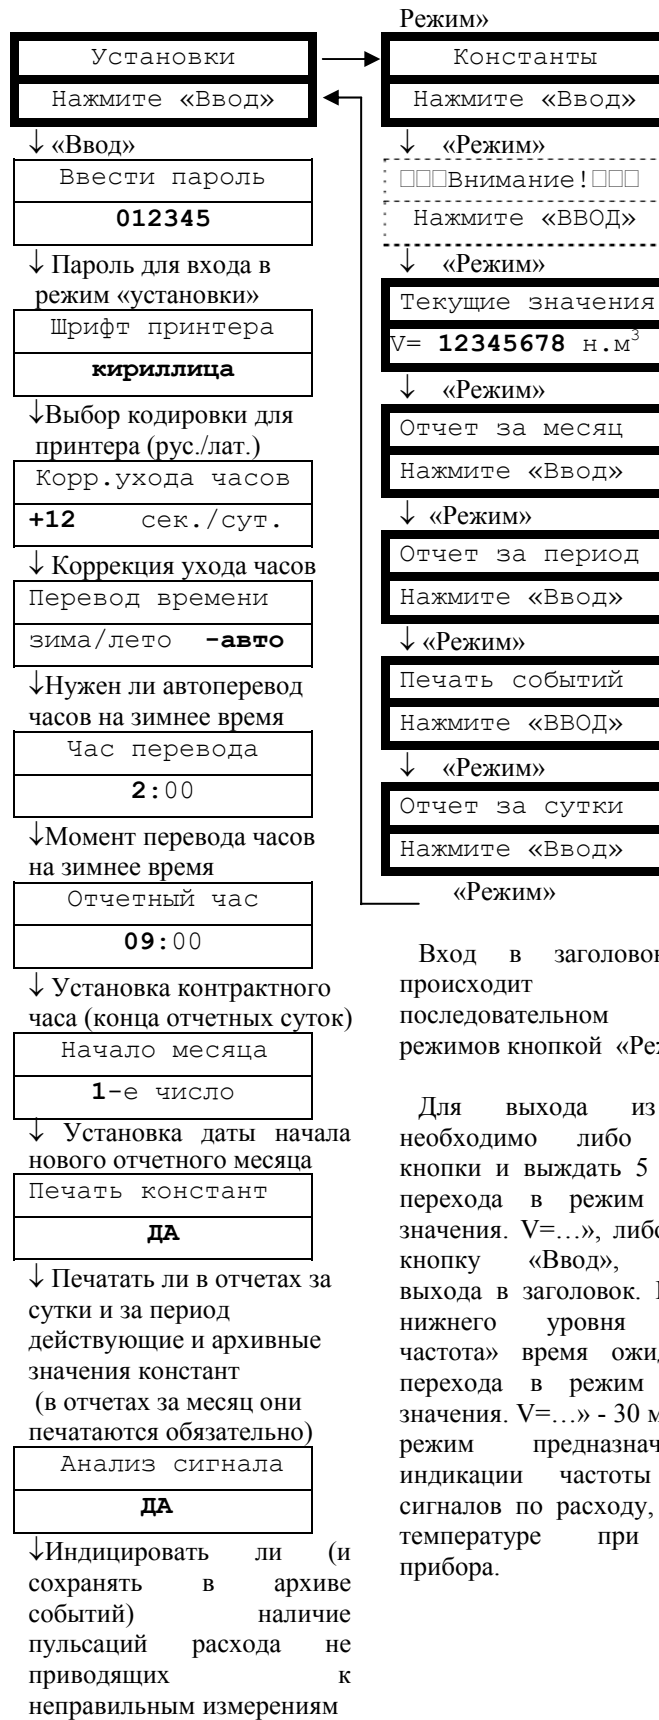 Установки
Нажмите «Ввод»
↓ «Ввод»
Ввести пароль
012345
↓ Пароль для входа в
режим «установки»
Шрифт принтера
кириллица
↓Выбор кодировки для
принтера (рус./лат.)
Корр.ухода часов
+12 сек./сут.
↓ Коррекция ухода часов
Перевод времени
зима/лето -авто
↓Нужен ли автоперевод
часов на зимнее время
Час перевода
2:00
↓Момент перевода часов
на зимнее время
Отчетный час
09:00
↓ Установка контрактного
часа (конца отчетных суток)
Начало месяца
1-е число
↓ Установка даты начала
нового отчетного месяца
Печать констант
ДА
↓ Печатать ли в отчетах за
сутки и за период
действующие и архивные
значения констант
(в отчетах за месяц они
печатаются обязательно)
Анализ сигнала
ДА
↓Индицировать ли (и
сохранять в архиве
событий) наличие
пульсаций расхода не
приводящих к
неправильным измерениям
Режим»
Константы
Нажмите «Ввод»
↓ «Режим»
□□□Внимание!□□□
Нажмите «ВВОД»
↓ «Режим»
Текущие значения
V= 12345678 н.м³
↓ «Режим»
Отчет за месяц
Нажмите «Ввод»
↓ «Режим»
Отчет за период
Нажмите «Ввод»
↓ «Режим»
Печать событий
Нажмите «ВВОД»
↓ «Режим»
Отчет за сутки
Нажмите «Ввод»
«Режим»
Вход в заголовок
происходит
последовательном
режимов кнопкой «Реж
Для выхода из
необходимо либо
кнопки и выждать 5
перехода в режим
значения. V=…», либо
кнопку «Ввод»,
выхода в заголовок.
нижнего уровня
частота» время ожид
перехода в режим
значения. V=…» - 30 м
режим предназнач
индикации частоты
сигналов по расходу,
температуре при
прибора.